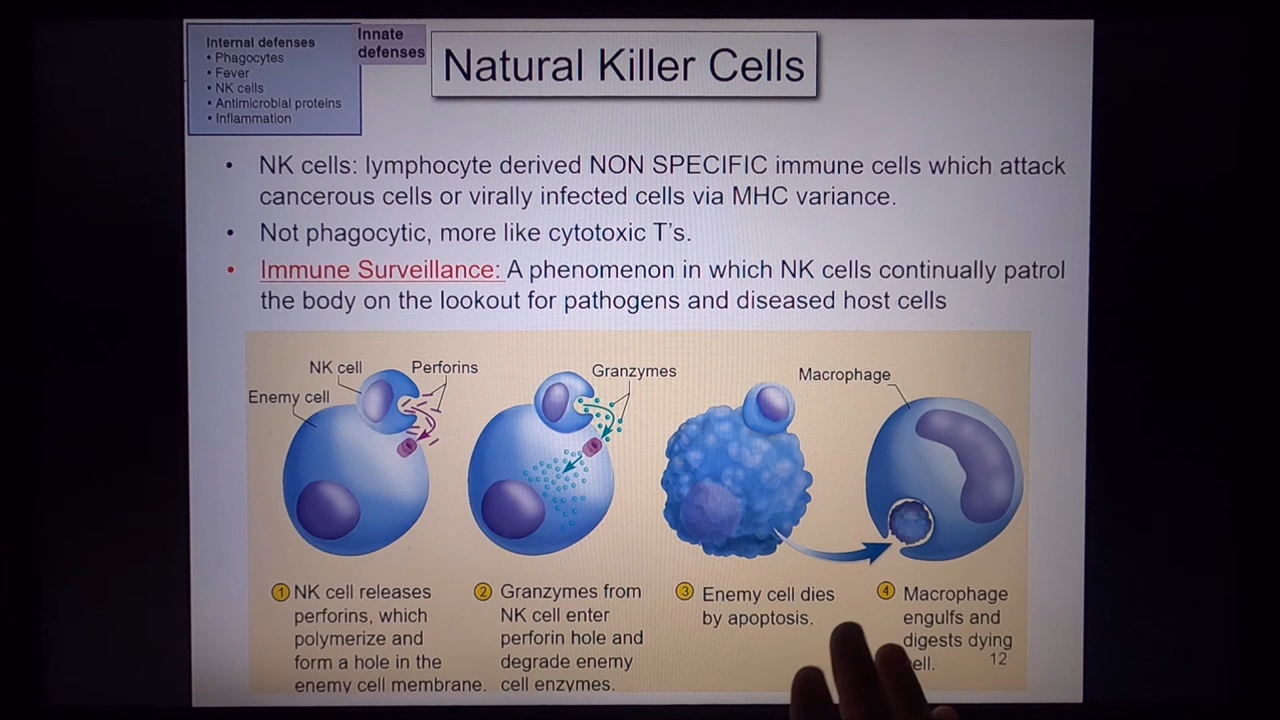 Internal defenses
• Phagocytes
• Fever
• NK cells
• Antimicrobial proteins
• Inflammation
Innate
defenses
Natural Killer Cells
• NK cells: lymphocyte derived NON SPECIFIC immune cells which attack
cancerous cells or virally infected cells via MHC variance.
• Not phagocytic, more like cytotoxic T's.
• Immune Surveillance: A phenomenon in which NK cells continually patrol
the body on the lookout for pathogens and diseased host cells
NK cell
Perforins
Enemy cell
Granzymes
Macrophage
1 NK cell releases
perforins, which
polymerize and
form a hole in the
enemy cell membrane.
2 Granzymes from
NK cell enter
perforin hole and
degrade enemy
cell enzymes.
3 Enemy cell dies
by apoptosis.
4 Macrophage
engulfs and
digests dying
12